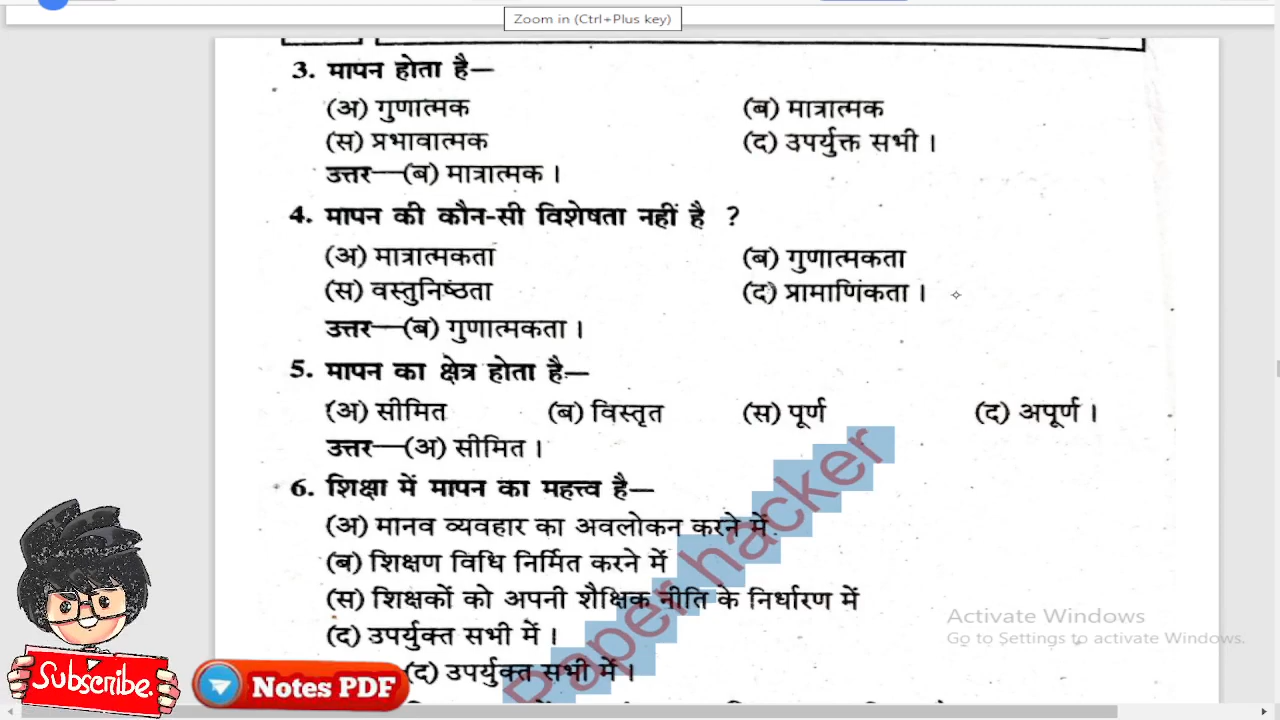 Zoom in (Ctrl+Plus key)
3. मापन होता है—
(अ) गुणात्मक (ब) मात्रात्मक
(स) प्रभावात्मक (द) उपर्युक्त सभी ।
उत्तर—(ब) मात्रात्मक ।
4. मापन की कौन-सी विशेषता नहीं है ?
(अ) मात्रात्मकता (ब) गुणात्मकता
(स) वस्तुनिष्ठता (द) प्रामाणिकता ।
उत्तर—(ब) गुणात्मकता ।
5. मापन का क्षेत्र होता है—
(अ) सीमित (ब) विस्तृत (स) पूर्ण (द) अपूर्ण ।
उत्तर—(अ) सीमित ।
6. शिक्षा में मापन का महत्त्व है—
(अ) मानव व्यवहार का अवलोकन करने में
(ब) शिक्षण विधि निर्मित करने में
(स) शिक्षकों को अपनी शैक्षिक नीति के निर्धारण में
(द) उपर्युक्त सभी में ।
(द) उपर्युक्त सभी में ।
Paper hacker
Activate Windows
Go to Settings to activate Windows.
Subscribe.
Notes PDF